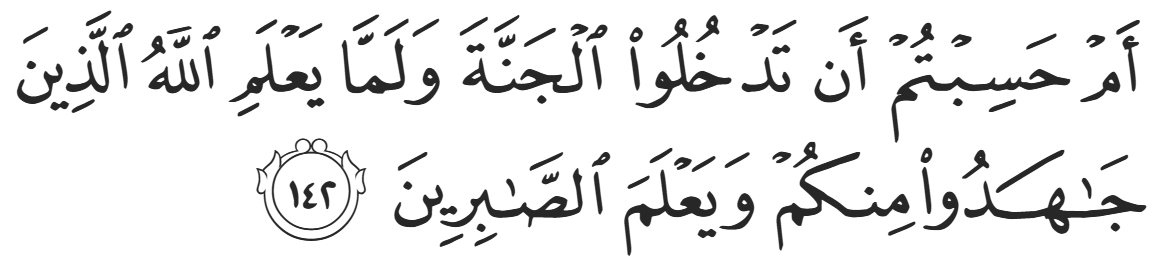 أَمۡ حَسِبۡتُمۡ أَن تَدۡخُلُواْ ٱلۡجَنَّةَ وَلَمَّا يَعۡلَمِ ٱللَّهُ ٱلَّذِينَ
جَٰهَدُواْ مِنكُمۡ وَيَعۡلَمَ ٱلصَّٰبِرِينَ ١٤٢